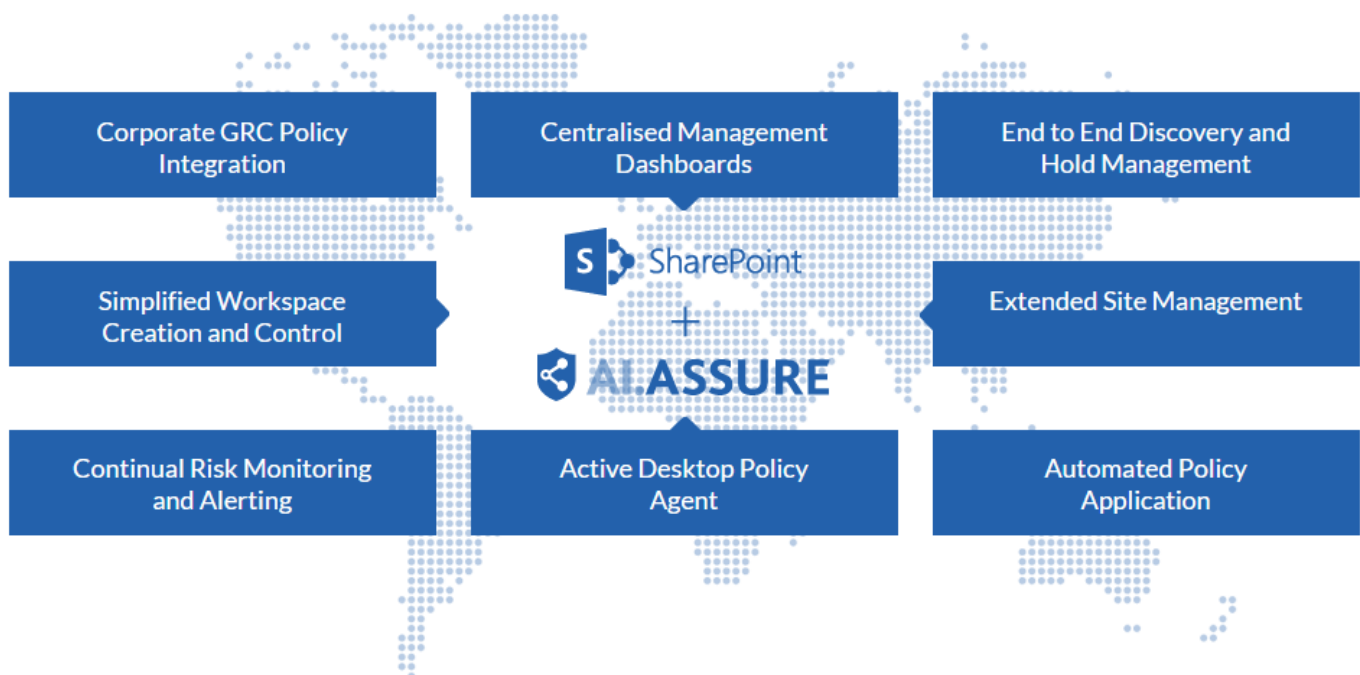 Corporate GRC Policy
Integration
Centralised Management
Dashboards
End to End Discovery and
Hold Management
S SharePoint
+
AI.ASSURE
Simplified Workspace
Creation and Control
Extended Site Management
Continual Risk Monitoring
and Alerting
Active Desktop Policy
Agent
Automated Policy
Application